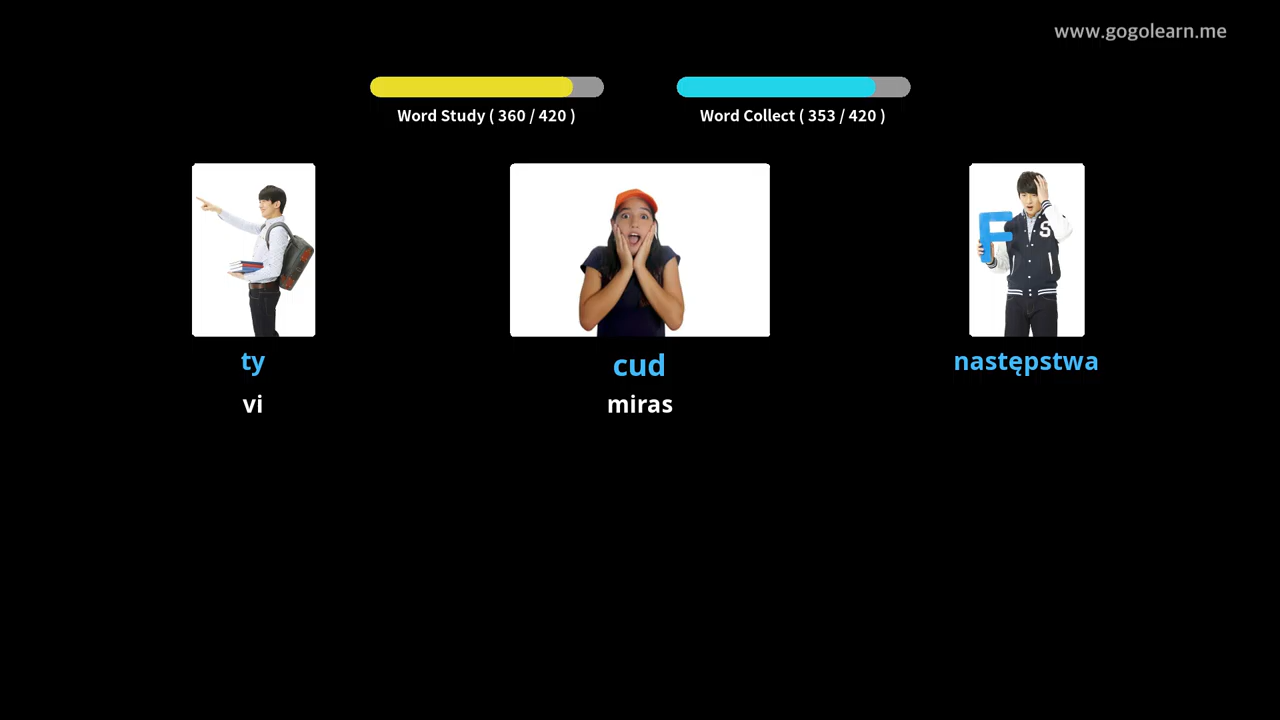 www.gogolearn.me
Word Study ( 360 / 420 )
Word Collect ( 353 / 420 )
F
S
ty
cud
następstwa
vi
miras